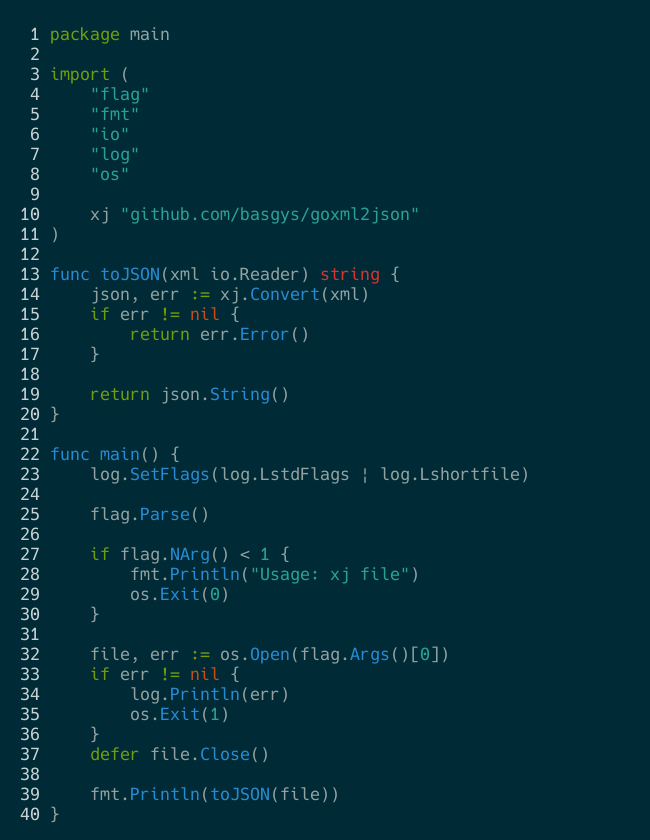 1 package main
2
3 import (
4     "flag"
5     "fmt"
6     "io"
7     "log"
8     "os"
9
10     xj "github.com/basgys/goxml2json"
11 )
12
13 func toJSON(xml io.Reader) string {
14     json, err := xj.Convert(xml)
15     if err != nil {
16         return err.Error()
17     }
18
19     return json.String()
20 }
21
22 func main() {
23     log.SetFlags(log.LstdFlags ¦ log.Lshortfile)
24
25     flag.Parse()
26
27     if flag.NArg() < 1 {
28         fmt.Println("Usage: xj file")
29         os.Exit(0)
30     }
31
32     file, err := os.Open(flag.Args()[0])
33     if err != nil {
34         log.Println(err)
35         os.Exit(1)
36     }
37     defer file.Close()
38
39     fmt.Println(toJSON(file))
40 }